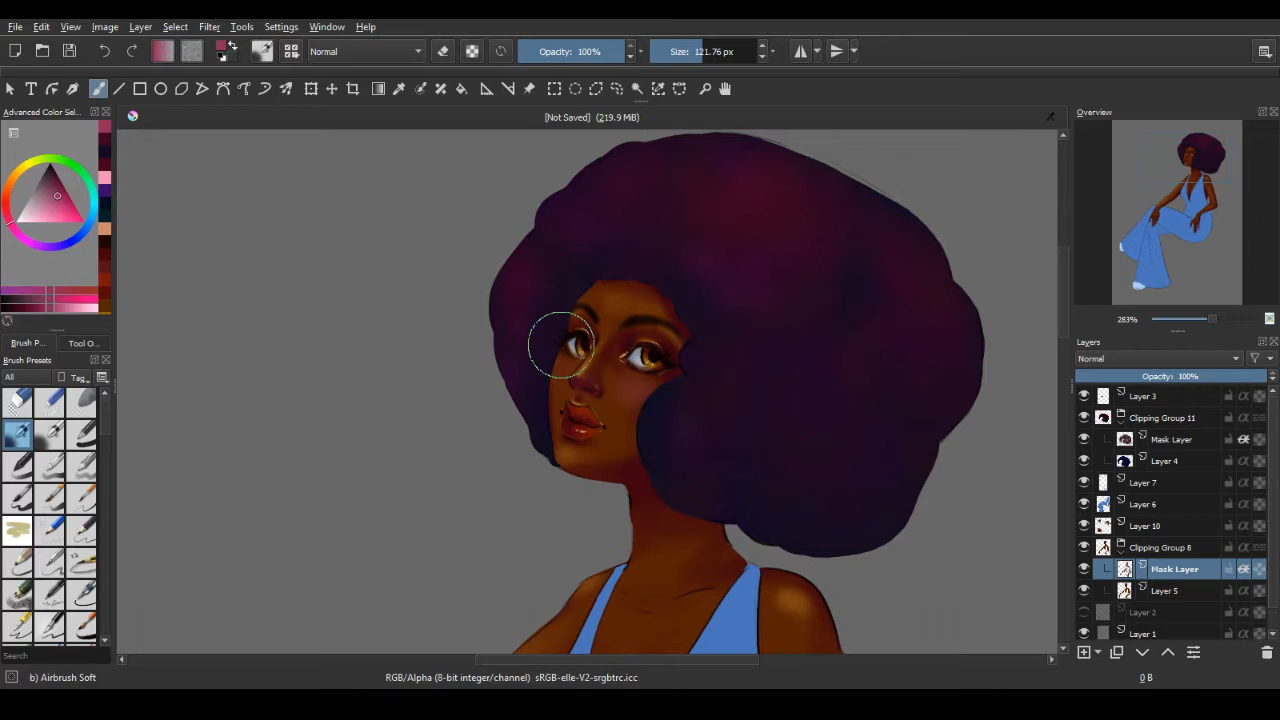 File Edit View Image Layer Select Filter Tools Settings Window Help
Normal Opacity: 100% Size: 121.76 px
Advanced Color Sel...
[Not Saved] (219.9 MiB)
Overview
283%
Layers
Normal
Opacity: 100%
Layer 3
Clipping Group 11
Mask Layer
Layer 4
Layer 7
Layer 6
Layer 10
Clipping Group 8
Mask Layer
Layer 5
Layer 2
Layer 1
Brush P... Tool O...
Brush Presets
All Tag
Search
b) Airbrush Soft RGB/Alpha (8-bit integer/channel) sRGB-elle-V2-srgbtrc.icc 0 B